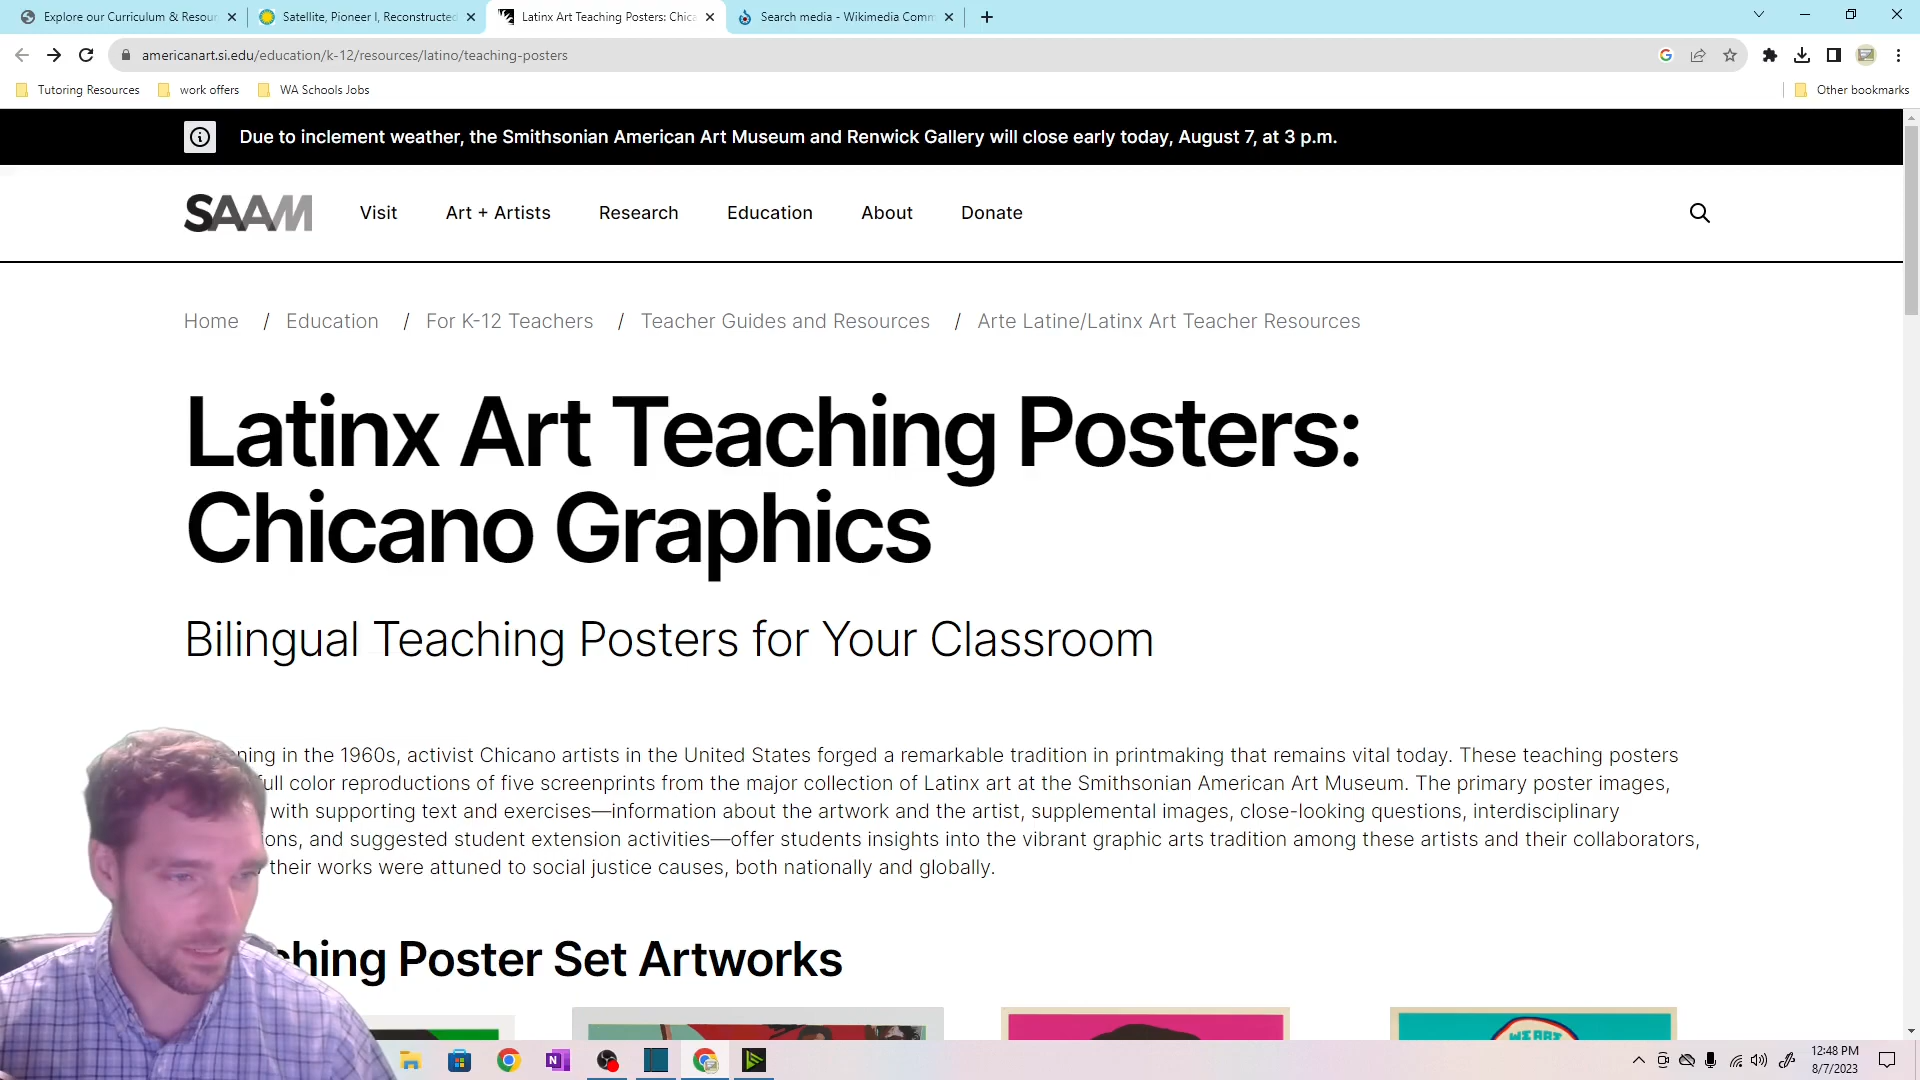 Explore our Curriculum & Resour
Satellite, Pioneer I, Reconstructed
Latinx Art Teaching Posters: Chica
Search media - Wikimedia Comm
americanart.si.edu/education/k-12/resources/latino/teaching-posters
Tutoring Resources
work offers
WA Schools Jobs
Other bookmarks
Due to inclement weather, the Smithsonian American Art Museum and Renwick Gallery will close early today, August 7, at 3 p.m.
SAAM
Visit
Art + Artists
Research
Education
About
Donate
Home / Education / For K-12 Teachers / Teacher Guides and Resources / Arte Latine/Latinx Art Teacher Resources
Latinx Art Teaching Posters:
Chicano Graphics
Bilingual Teaching Posters for Your Classroom
in the 1960s, activist Chicano artists in the United States forged a remarkable tradition in printmaking that remains vital today. These teaching posters
full color reproductions of five screenprints from the major collection of Latinx art at the Smithsonian American Art Museum. The primary poster images,
with supporting text and exercises—information about the artwork and the artist, supplemental images, close-looking questions, interdisciplinary
and suggested student extension activities—offer students insights into the vibrant graphic arts tradition among these artists and their collaborators,
their works were attuned to social justice causes, both nationally and globally.
Poster Set Artworks
WE ARE
12:48 PM
8/7/2023